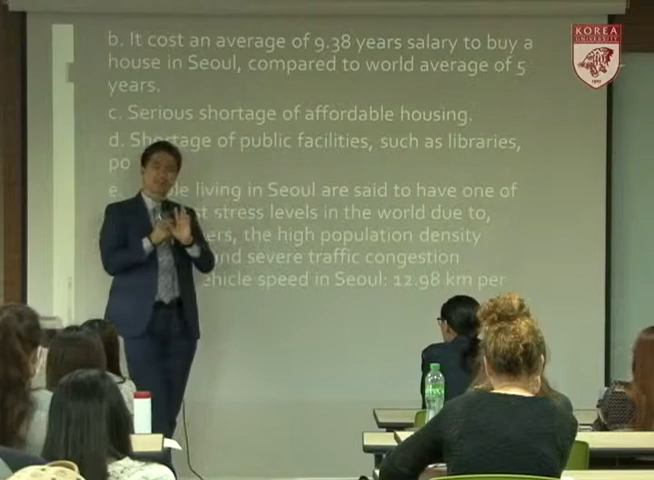 b. It cost an average of 9.38 years salary to buy a
house in Seoul, compared to world average of 5
years.
c. Serious shortage of affordable housing.
d. Shortage of public facilities, such as libraries,
po
e. le living in Seoul are said to have one of
st stress levels in the world due to,
ers, the high population density
nd severe traffic congestion
ehicle speed in Seoul: 12.98 km per
KOREA
UNIVERSITY
1905